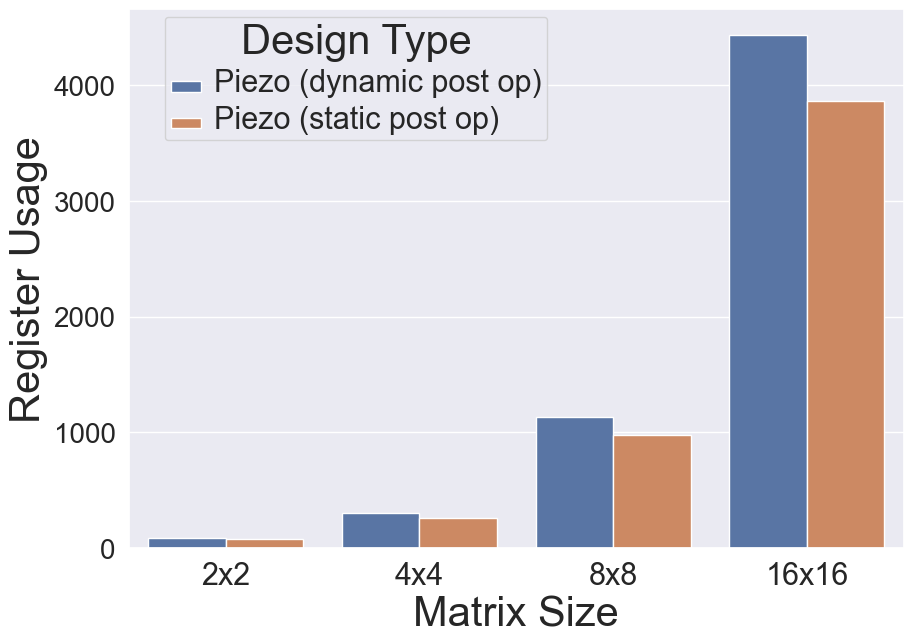 Design Type
Piezo (dynamic post op)
Piezo (static post op)
Register Usage
4000
3000
2000
1000
0
2x2 4x4 8x8 16x16
Matrix Size